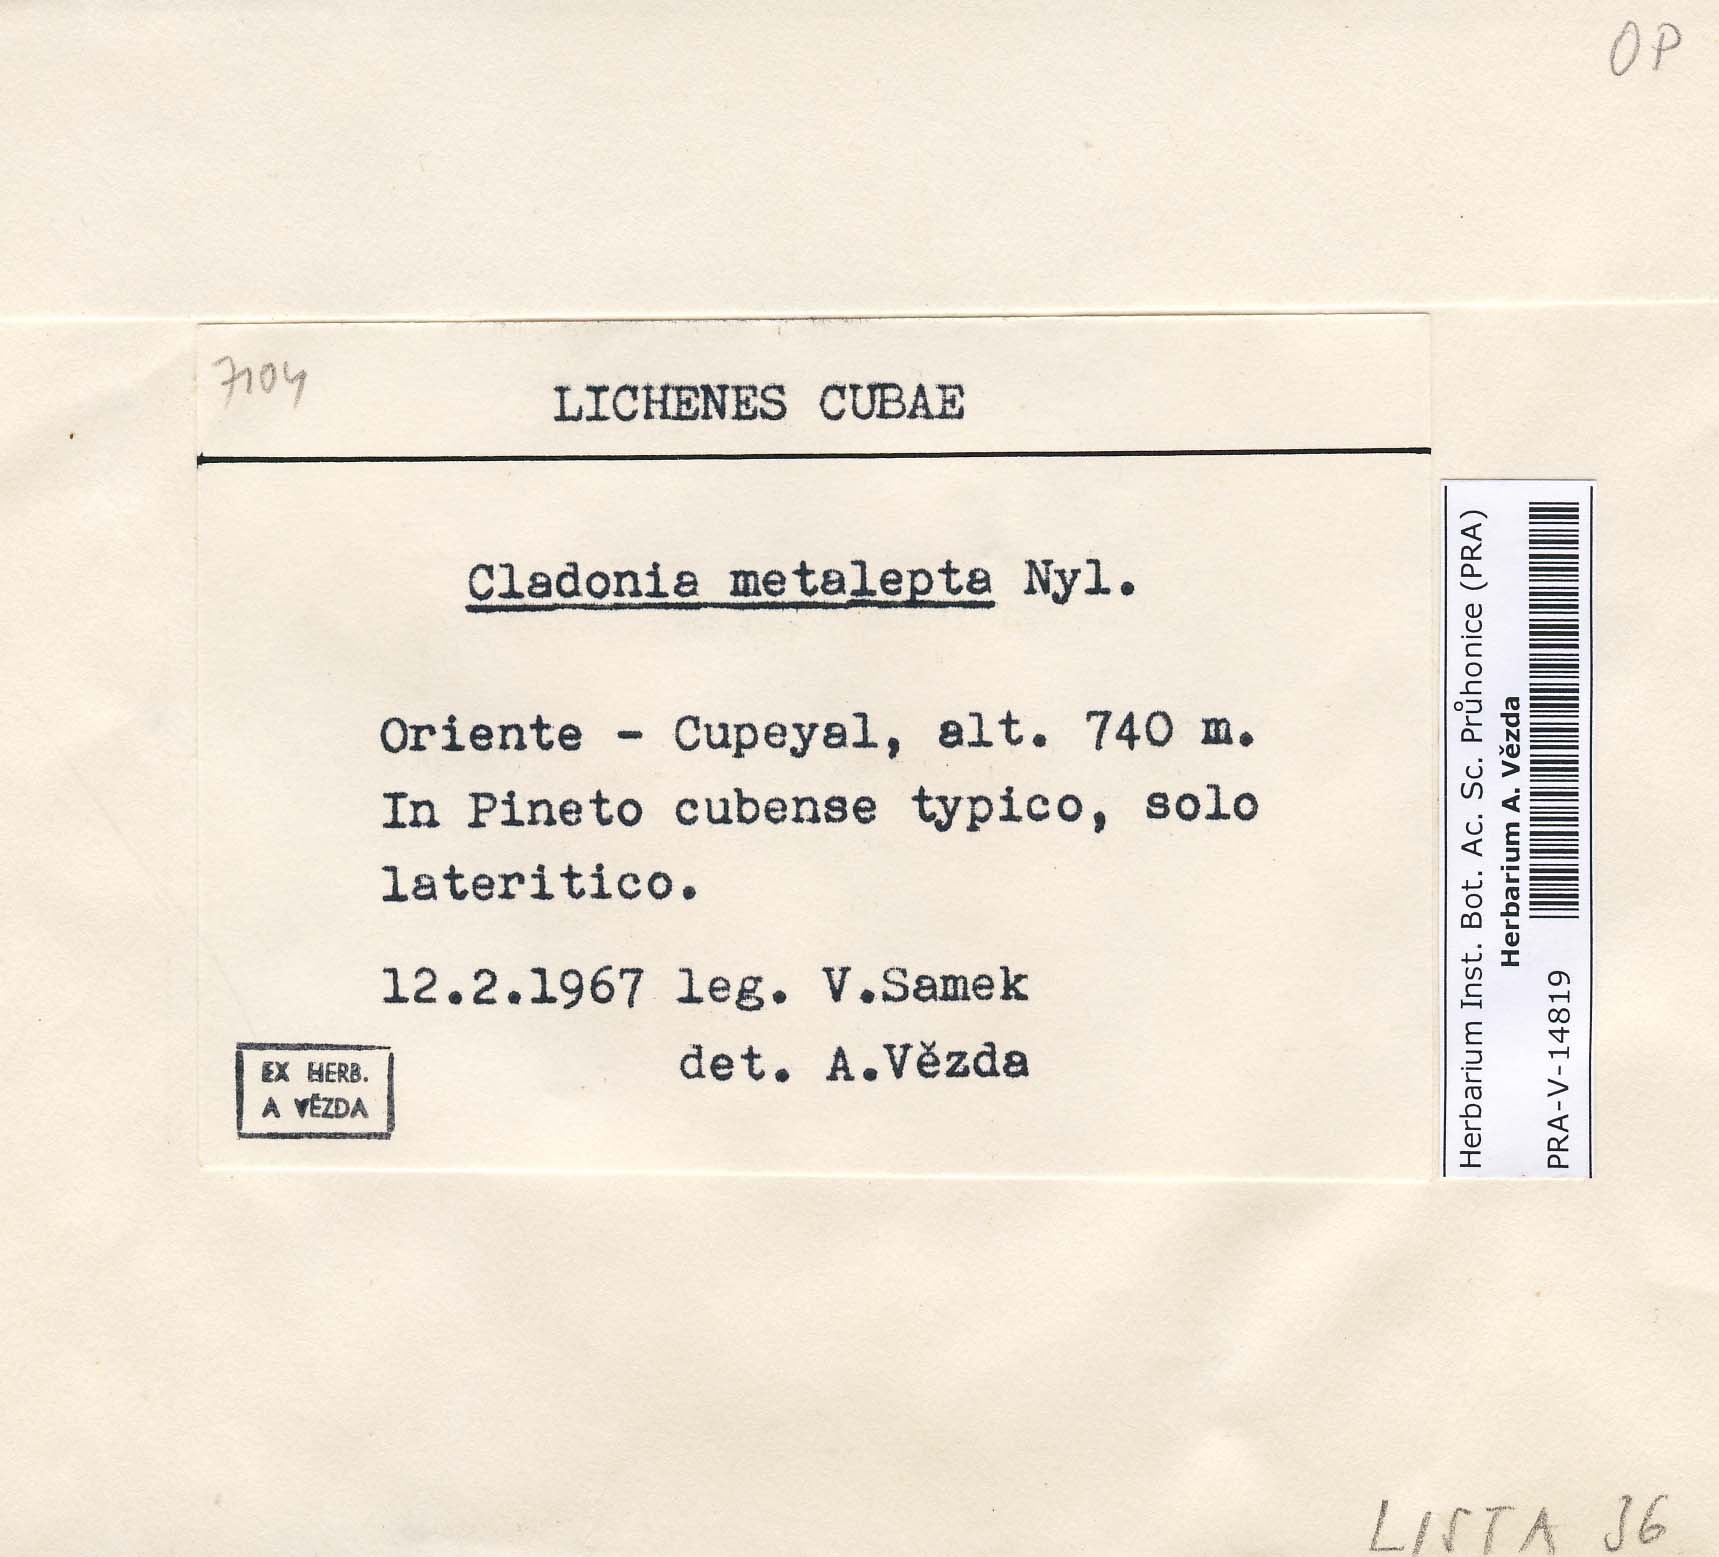 OP
7104
LICHENES CUBAE
Cladonia metalepta Nyl.
Oriente - Cupeyal, alt. 740 m.
In Pineto cubense typico, solo
lateritico.
12.2.1967 leg. V.Samek
det. A.Vězda
EX HERB.
A VĚZDA
Herbarium Inst. Bot. Ac. Sc. Průhonice (PRA)
Herbarium A. Vězda
PRA-V-14819
LISTA 36